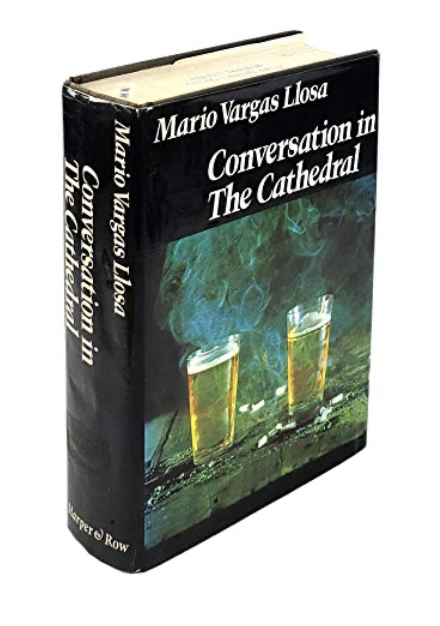 Mario Vargas Llosa
Conversation in
The Cathedral
Mario Vargas Llosa
Conversation in
The Cathedral
Harper & Row